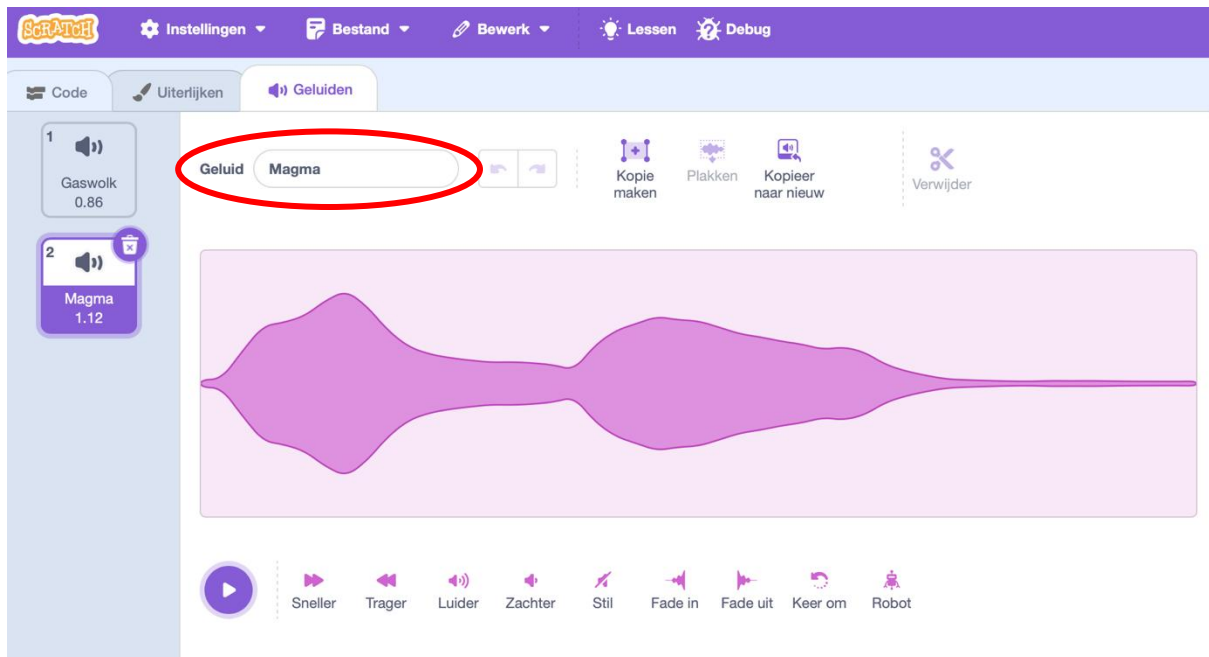 SCRATCH Instellingen Bestand Bewerk Lessen Debug
Code Uiterlijken Geluiden
1
Gaswolk
0.86
2
Magma
1.12
Geluid Magma
Kopie maken
Plakken
Kopieer naar nieuw
Verwijder
Sneller Trager Luider Zachter Stil Fade in Fade uit Keer om Robot